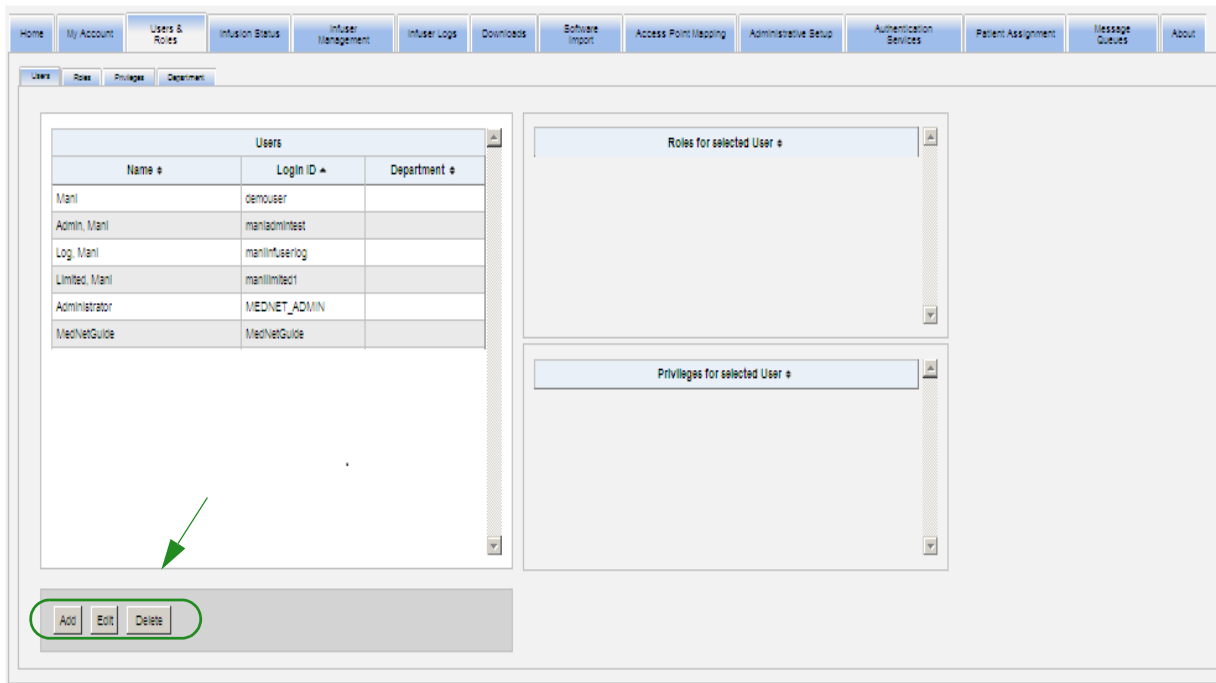 Home My Account Users & Roles Infusion Status Infuser Management Infuser Logs Downloads Software Import Access Point Mapping Administrative Setup Authentication Services Patient Assignment Message Queues About
Users Roles Privileges Department
Users
Name Login ID Department
Mani demouser
Admin, Mani maniadmintest
Log, Mani maniinfuserlog
Limited, Mani manilimited1
Administrator MEDNET_ADMIN
MedNetGuide MedNetGuide
Roles for selected User
Privileges for selected User
Add Edit Delete